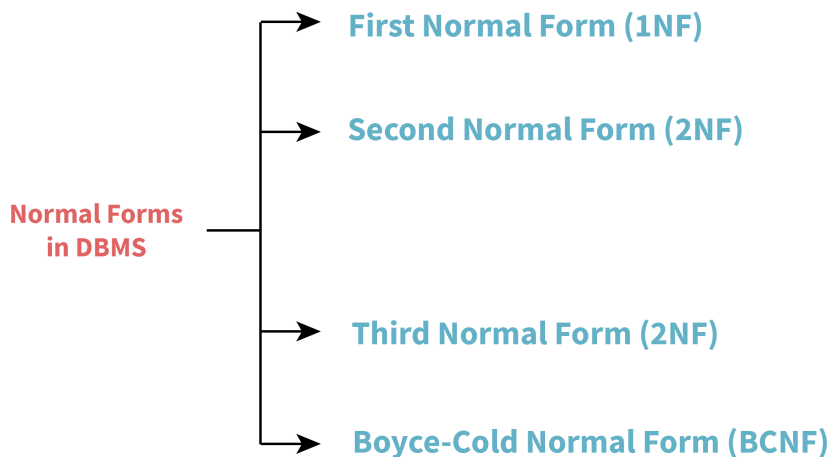 First Normal Form (1NF)
Second Normal Form (2NF)
Normal Forms
in DBMS
Third Normal Form (2NF)
Boyce-Cold Normal Form (BCNF)